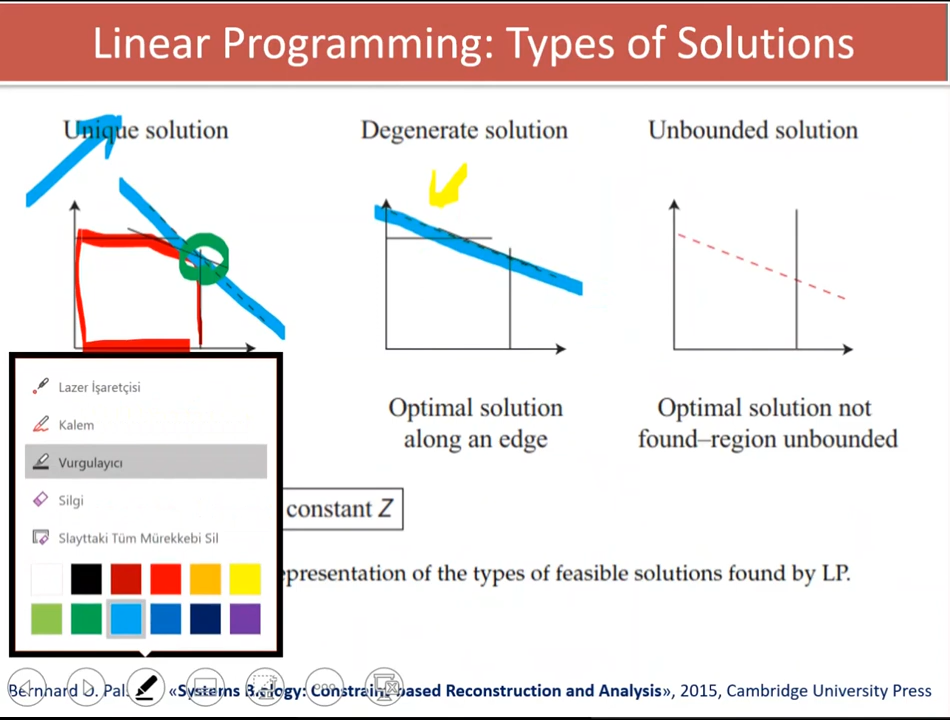 Linear Programming: Types of Solutions
Unique solution
Degenerate solution
Unbounded solution
Optimal solution
along an edge
Optimal solution not
found–region unbounded
Lazer İşaretçisi
Kalem
Vurgulayıcı
Silgi
Slayttaki Tüm Mürekkebi Sil
constant Z
presentation of the types of feasible solutions found by LP.
Bernhard O. Pal. «Systems Biology: Constraint-based Reconstruction and Analysis», 2015, Cambridge University Press